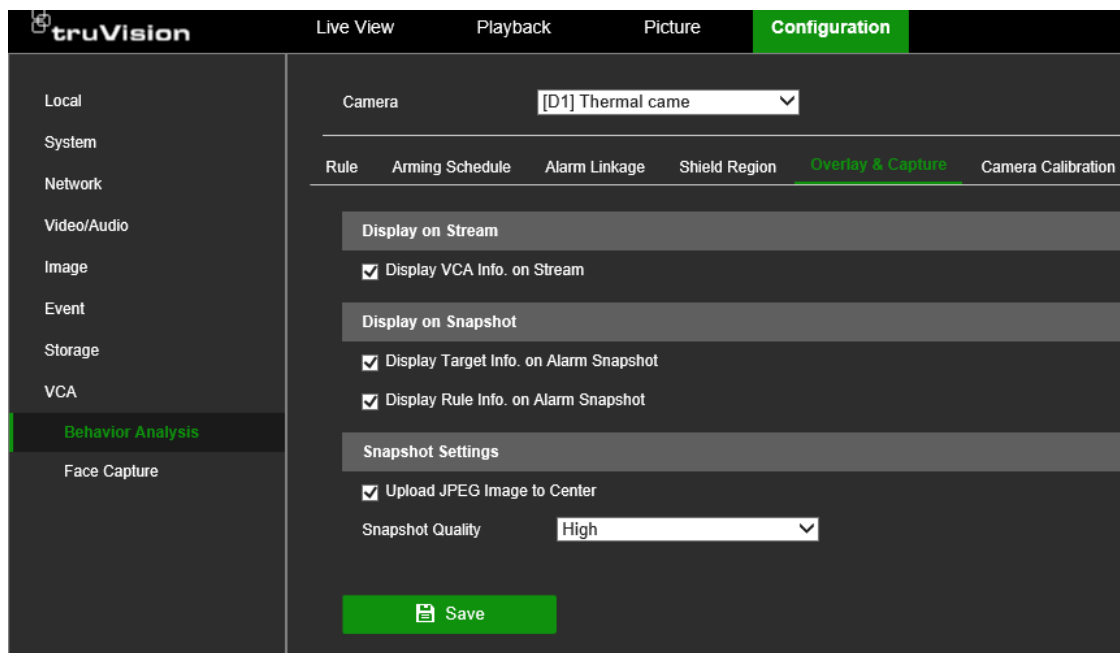 truVision
Live View Playback Picture Configuration
Local
System
Network
Video/Audio
Image
Event
Storage
VCA
Behavior Analysis
Face Capture
Camera [D1] Thermal came
Rule Arming Schedule Alarm Linkage Shield Region Overlay & Capture Camera Calibration
Display on Stream
Display VCA Info. on Stream
Display on Snapshot
Display Target Info. on Alarm Snapshot
Display Rule Info. on Alarm Snapshot
Snapshot Settings
Upload JPEG Image to Center
Snapshot Quality High
Save